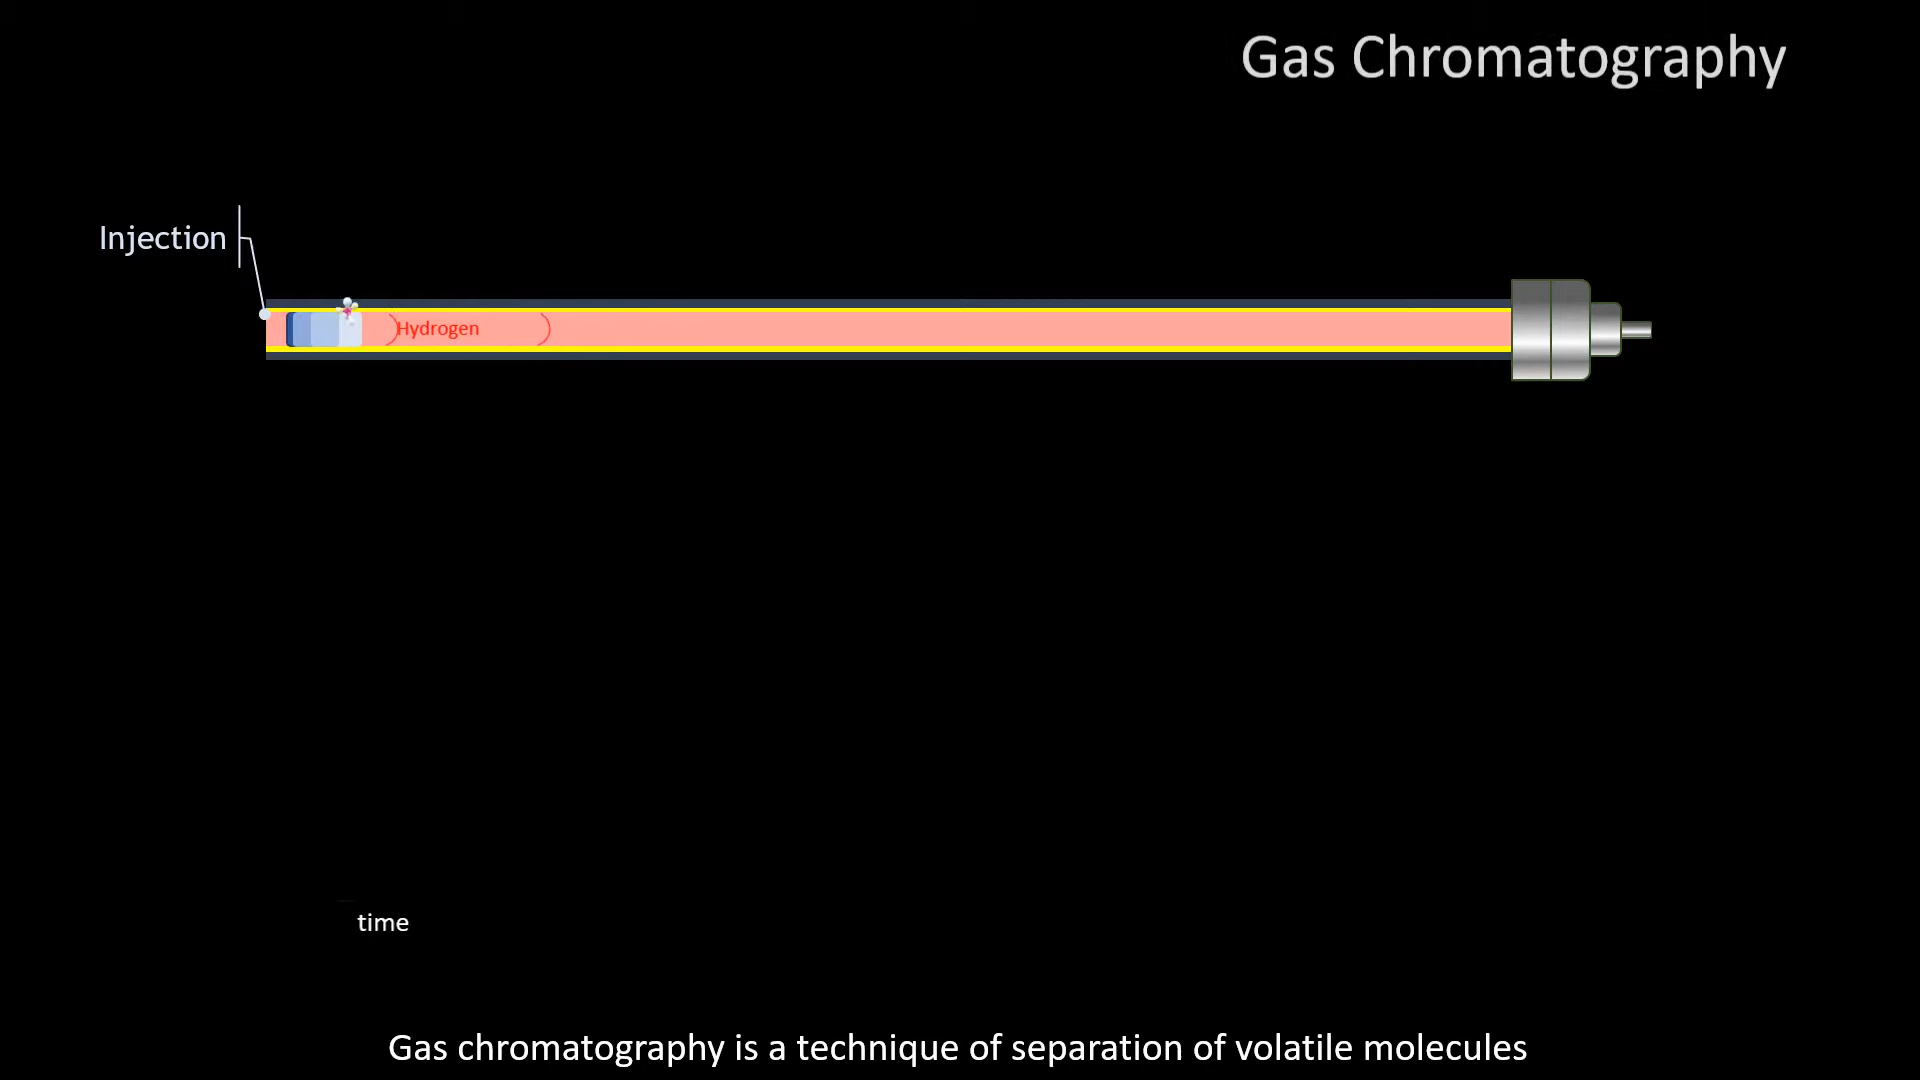 Gas Chromatography
Injection
Hydrogen
time
Gas chromatography is a technique of separation of volatile molecules